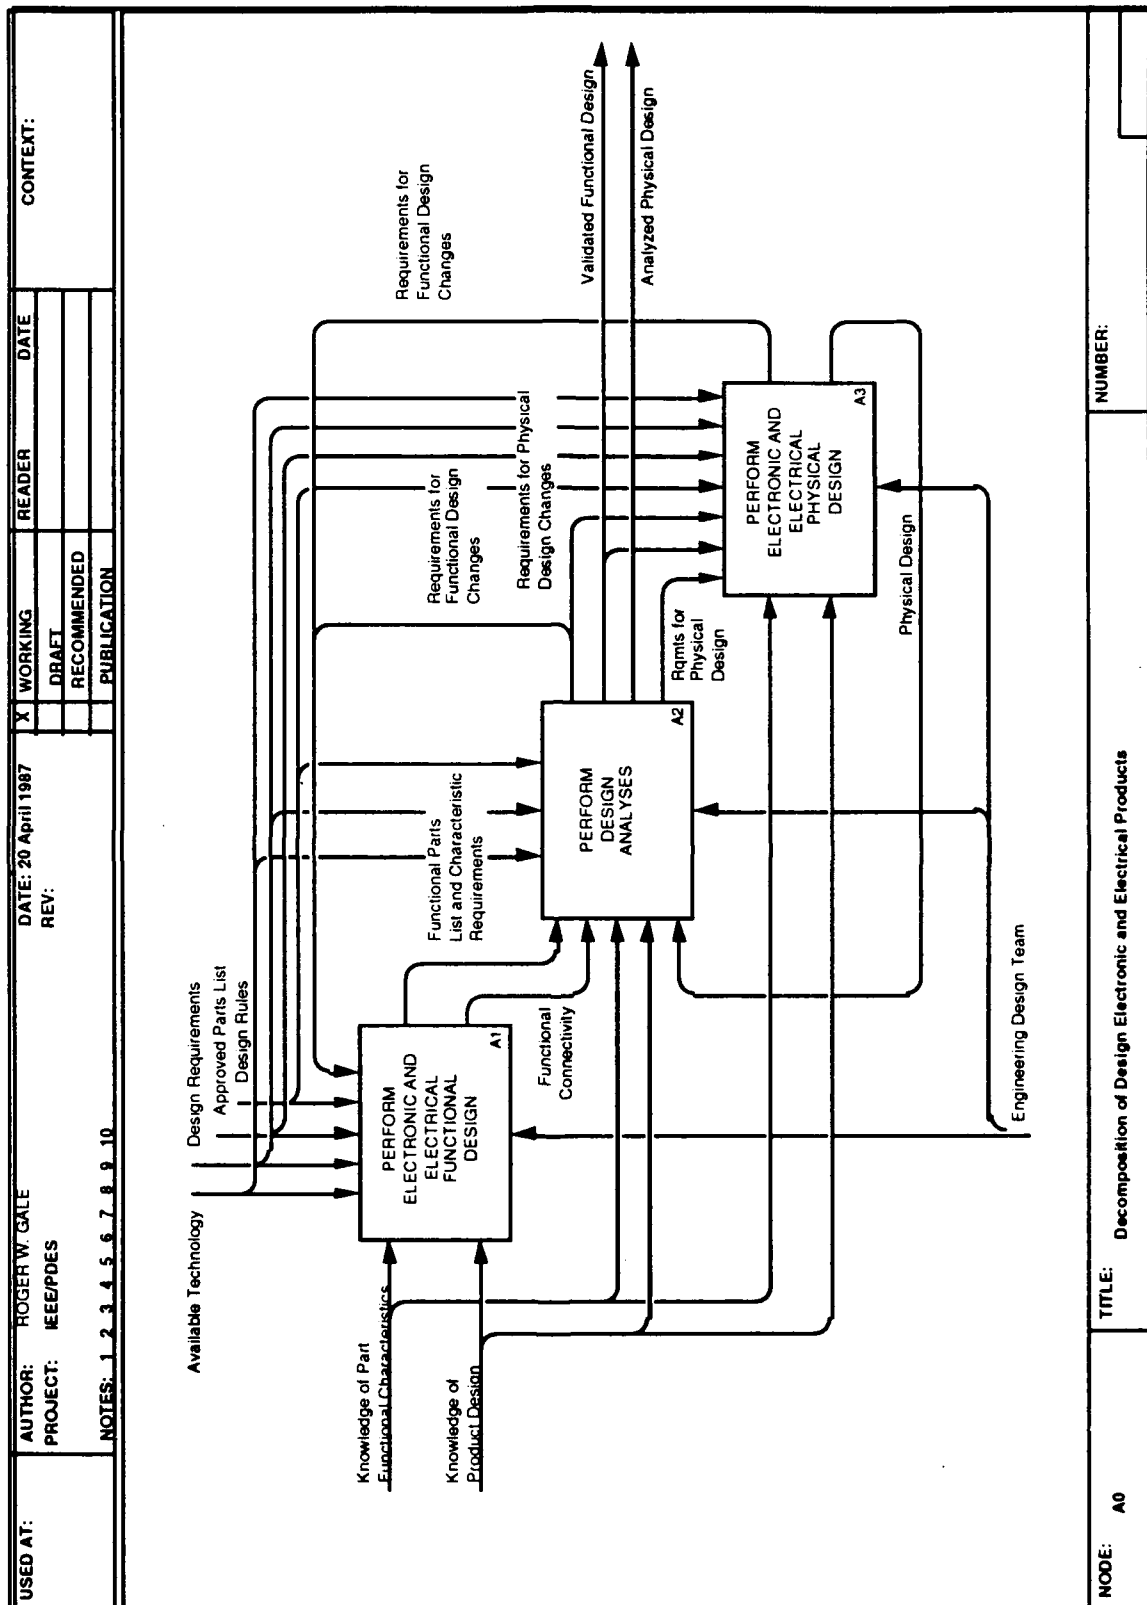 USED AT:
AUTHOR: ROGER W. GALE
PROJECT: IEEE/PDES
NOTES: 1 2 3 4 5 6 7 8 9 10
DATE: 20 April 1987
REV:
X WORKING
DRAFT
RECOMMENDED
PUBLICATION
READER DATE
CONTEXT:
Available Technology
Design Requirements
Approved Parts List
Design Rules
Requirements for
Functional Design
Changes
Requirements for
Functional Design
Changes
Requirements for Physical
Design Changes
Validated Functional Design
Analyzed Physical Design
Knowledge of Part
Functional Characteristics
Knowledge of
Product Design
PERFORM
ELECTRONIC AND
ELECTRICAL
FUNCTIONAL
DESIGN
A1
Functional Parts
List and Characteristic
Requirements
Functional
Connectivity
PERFORM
DESIGN
ANALYSES
A2
Rqmts for
Physical
Design
PERFORM
ELECTRONIC AND
ELECTRICAL
PHYSICAL
DESIGN
A3
Physical Design
Engineering Design Team
NODE: A0
TITLE: Decomposition of Design Electronic and Electrical Products
NUMBER: